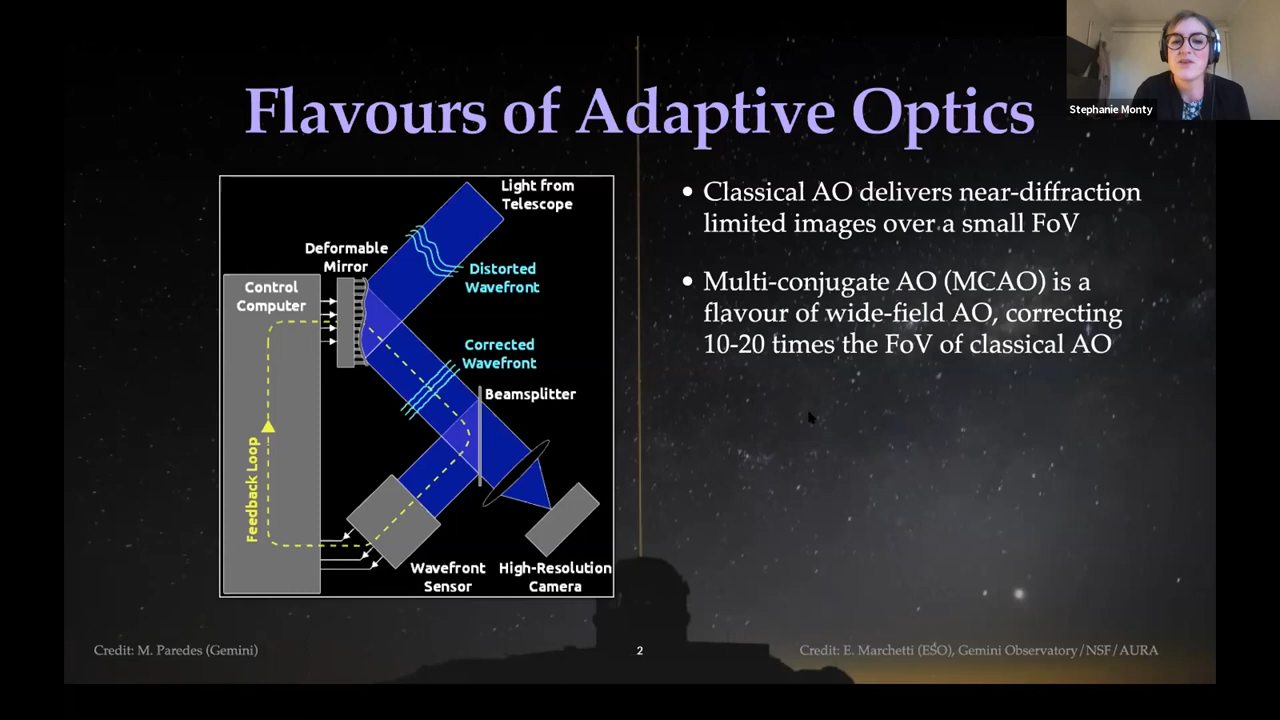 Stephanie Monty
Flavours of Adaptive Optics
Light from
Telescope
Deformable
Mirror
Distorted
Wavefront
Control
Computer
Corrected
Wavefront
Beamsplitter
Feedback Loop
Wavefront
Sensor
High-Resolution
Camera
• Classical AO delivers near-diffraction
limited images over a small FoV
• Multi-conjugate AO (MCAO) is a
flavour of wide-field AO, correcting
10-20 times the FoV of classical AO
Credit: M. Paredes (Gemini)
2
Credit: E. Marchetti (ESO), Gemini Observatory/NSF/AURA